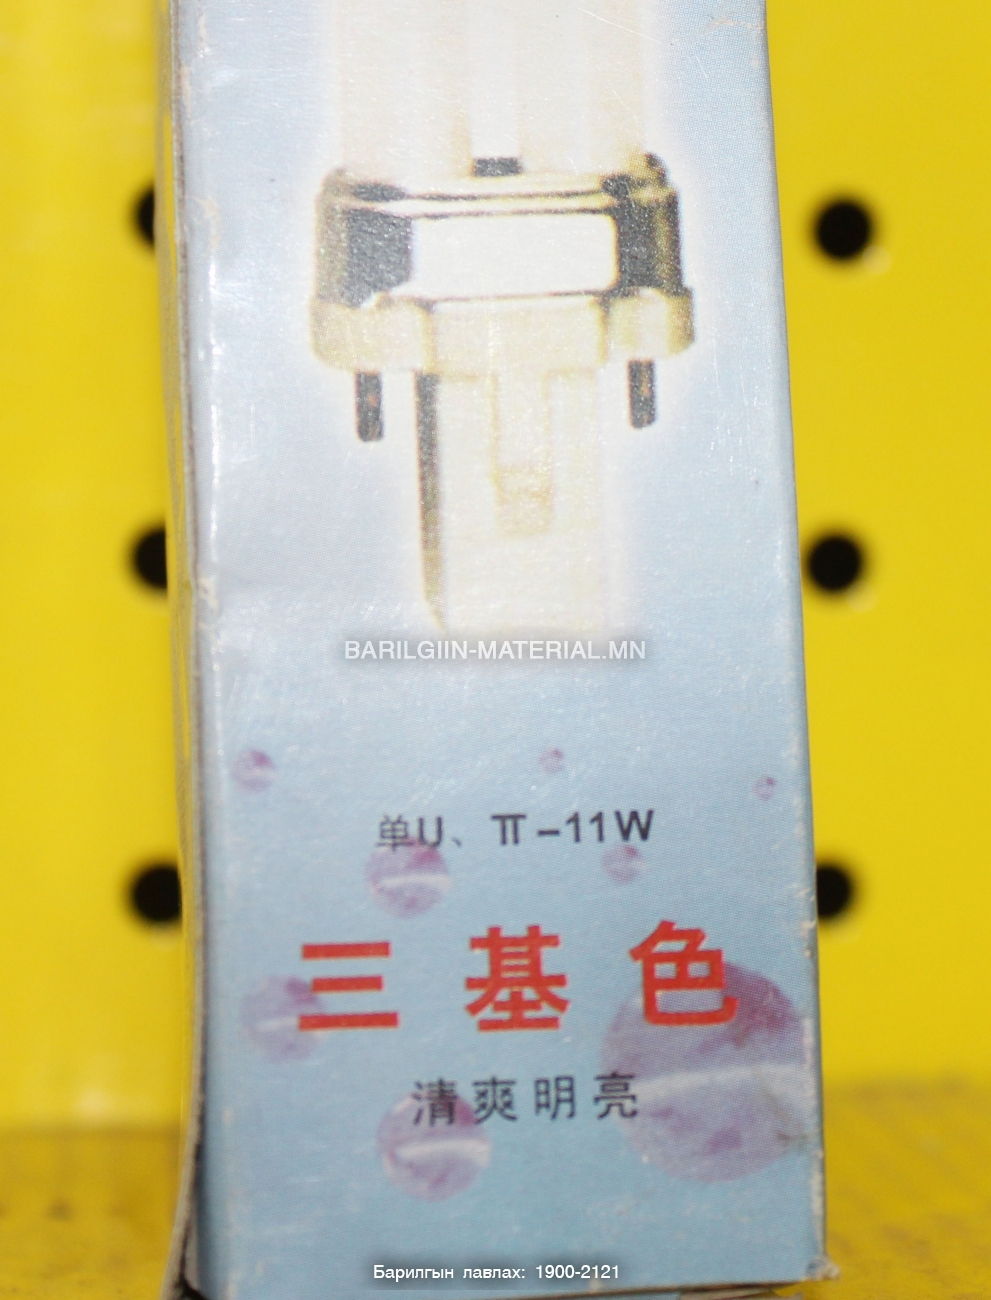 BARILGIIN-MATERIAL.MN
单U、π-11W
三基色
清爽明亮
Барилгын лавлах: 1900-2121